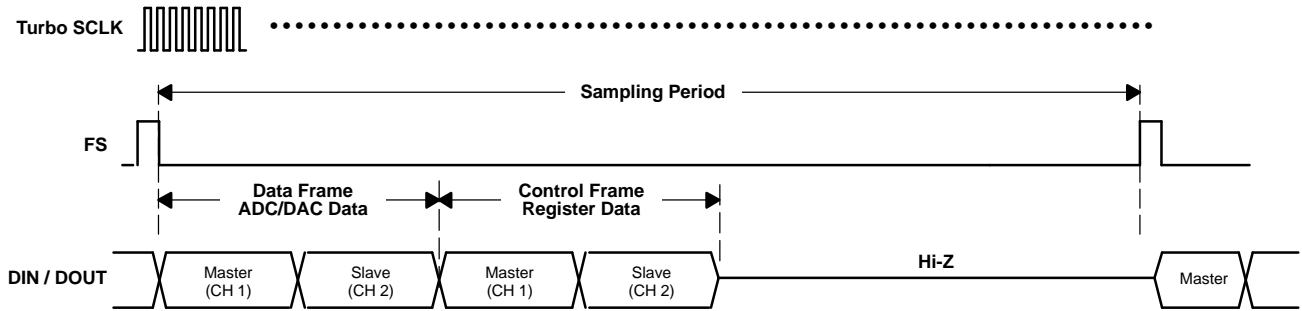 Turbo SCLK
Sampling Period
FS
Data Frame
ADC/DAC Data
Control Frame
Register Data
DIN / DOUT
Master
(CH 1)
Slave
(CH 2)
Master
(CH 1)
Slave
(CH 2)
Hi-Z
Master